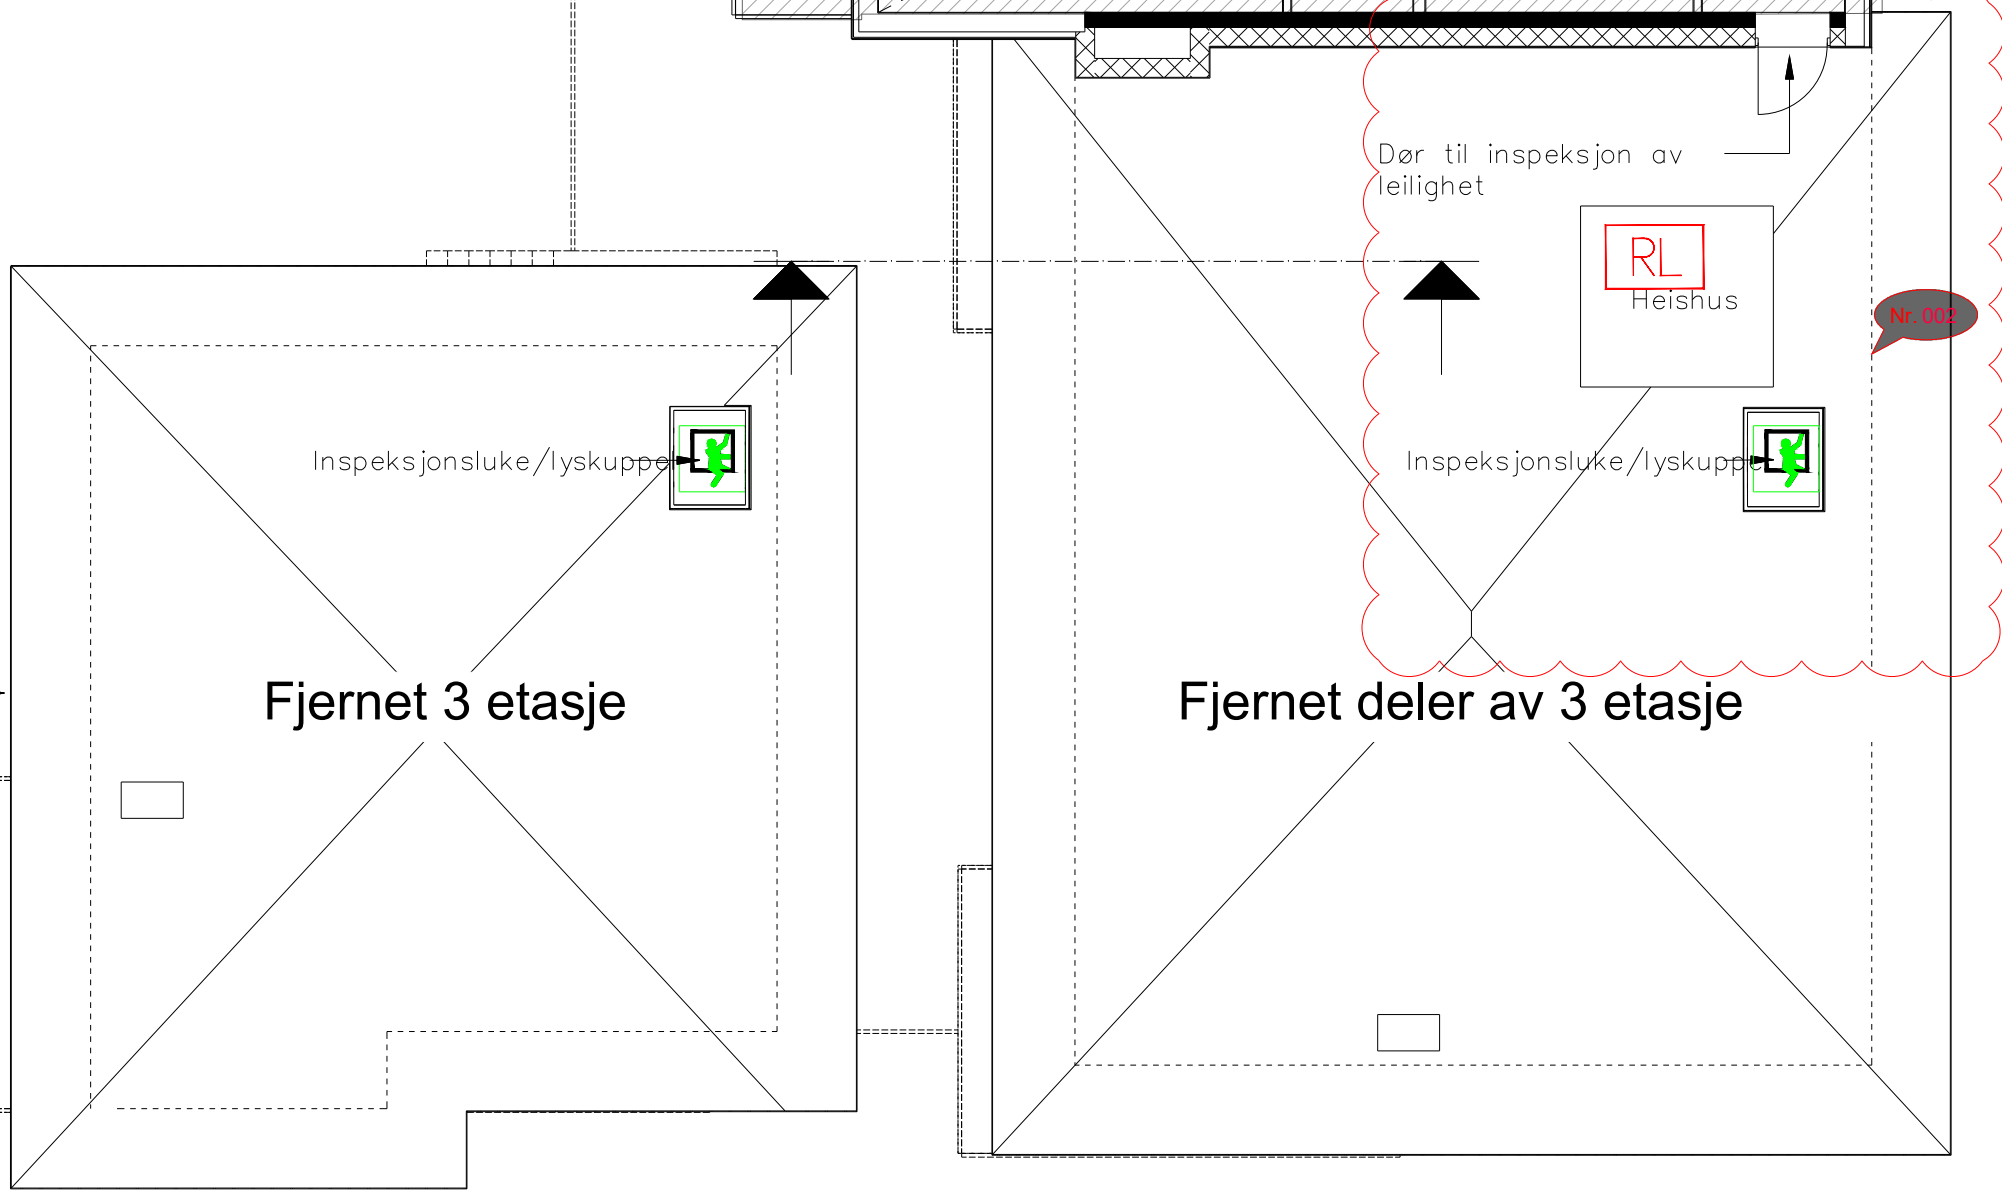 Dør til inspeksjon av
leilighet
RL
Heishus
Nr. 002
Inspeksjonsluke/lyskuppel
Inspeksjonsluke/lyskuppe
Fjernet 3 etasje
Fjernet deler av 3 etasje